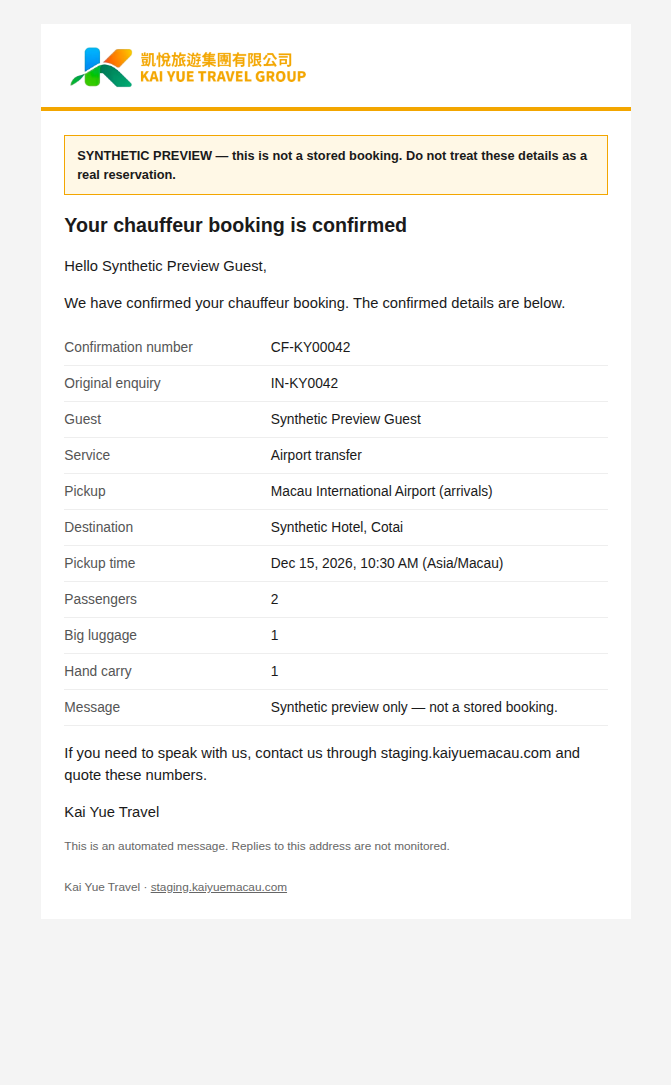 凱悅旅遊集團有限公司
KAI YUE TRAVEL GROUP
SYNTHETIC PREVIEW — this is not a stored booking. Do not treat these details as a
real reservation.
Your chauffeur booking is confirmed
Hello Synthetic Preview Guest,
We have confirmed your chauffeur booking. The confirmed details are below.
Confirmation number CF-KY00042
Original enquiry IN-KY0042
Guest Synthetic Preview Guest
Service Airport transfer
Pickup Macau International Airport (arrivals)
Destination Synthetic Hotel, Cotai
Pickup time Dec 15, 2026, 10:30 AM (Asia/Macau)
Passengers 2
Big luggage 1
Hand carry 1
Message Synthetic preview only — not a stored booking.
If you need to speak with us, contact us through staging.kaiyuemacau.com and
quote these numbers.
Kai Yue Travel
This is an automated message. Replies to this address are not monitored.
Kai Yue Travel · staging.kaiyuemacau.com